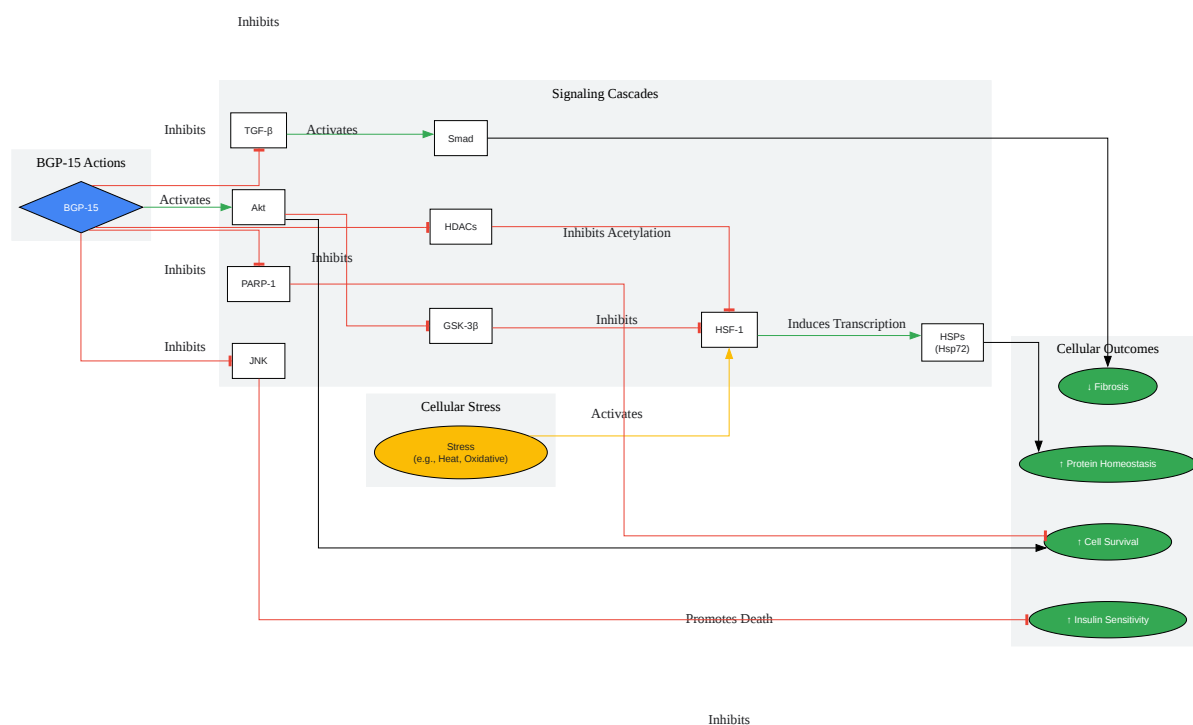 Inhibits
Signaling Cascades
Inhibits
TGF-β
Activates
Smad
BGP-15 Actions
BGP-15
Activates
Akt
HDACs
Inhibits Acetylation
Inhibits
Inhibits
PARP-1
GSK-3β
Inhibits
HSF-1
Induces Transcription
HSPs
(Hsp72)
Inhibits
JNK
Cellular Outcomes
↓ Fibrosis
Cellular Stress
Activates
Stress
(e.g., Heat, Oxidative)
↑ Protein Homeostasis
↑ Cell Survival
Promotes Death
↑ Insulin Sensitivity
Inhibits